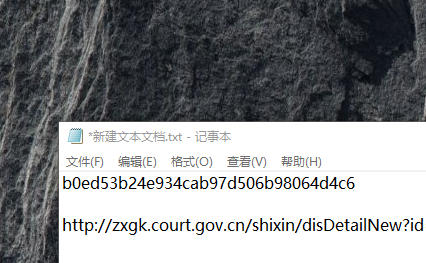 *新建文本文档.txt - 记事本
文件(F) 编辑(E) 格式(O) 查看(V) 帮助(H)
b0ed53b24e934cab97d506b98064d4c6
http://zxgk.court.gov.cn/shixin/disDetailNew?id